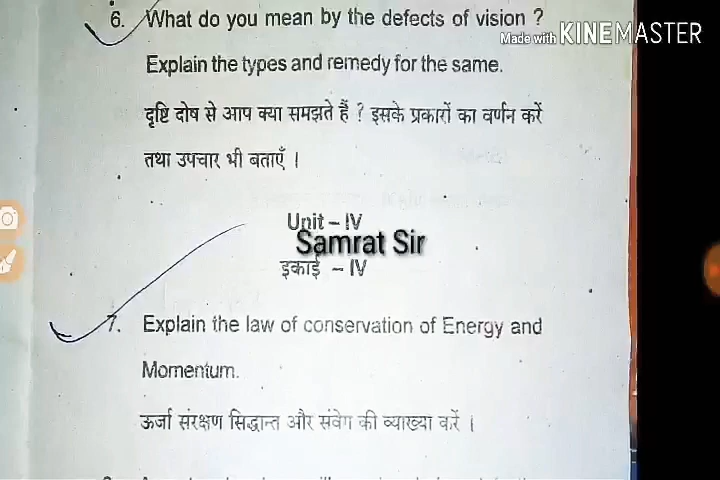 6. What do you mean by the defects of vision ?
Made with KINEMASTER
Explain the types and remedy for the same.
दृष्टि दोष से आप क्या समझते हैं ? इसके प्रकारों का वर्णन करें
तथा उपचार भी बताएँ ।
Unit – IV
Samrat Sir
इकाई – IV
7. Explain the law of conservation of Energy and
Momentum.
ऊर्जा संरक्षण सिद्धान्त और संवेग की व्याख्या करें ।